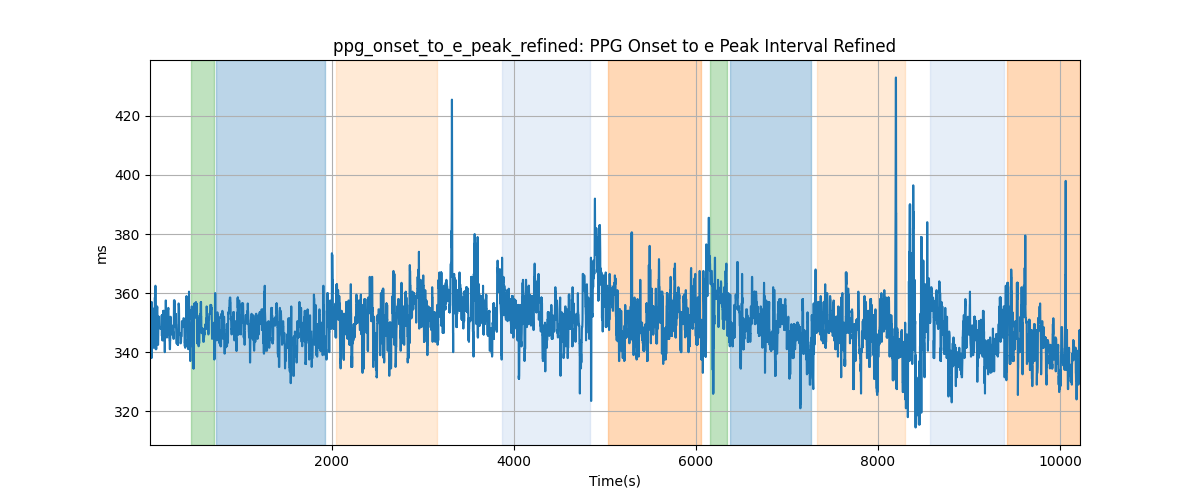 ppg_onset_to_e_peak_refined: PPG Onset to e Peak Interval Refined
420
400
380
360
340
320
ms
2000 4000 6000 8000 10000
Time(s)